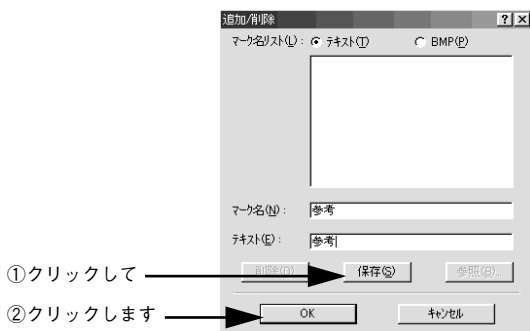 追加/削除
マーク名リスト(L): テキスト(T) BMP(P)
マーク名(N): 参考
テキスト(E): 参考
①クリックして 削除(D) 保存(S) 参照(B)...
②クリックします OK キャンセル